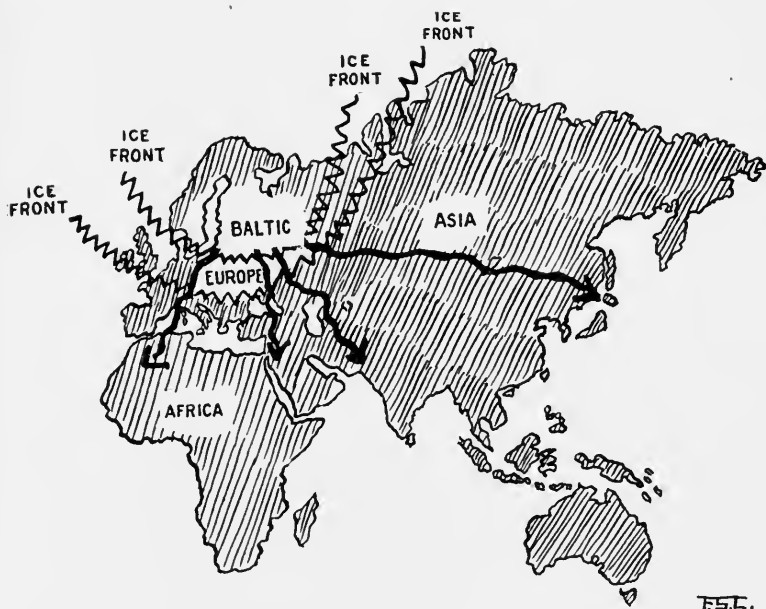 ICE
FRONT
ICE
FRONT
ICE
FRONT
ICE
FRONT
BALTIC
ASIA
EUROPE
AFRICA
F.S.C.